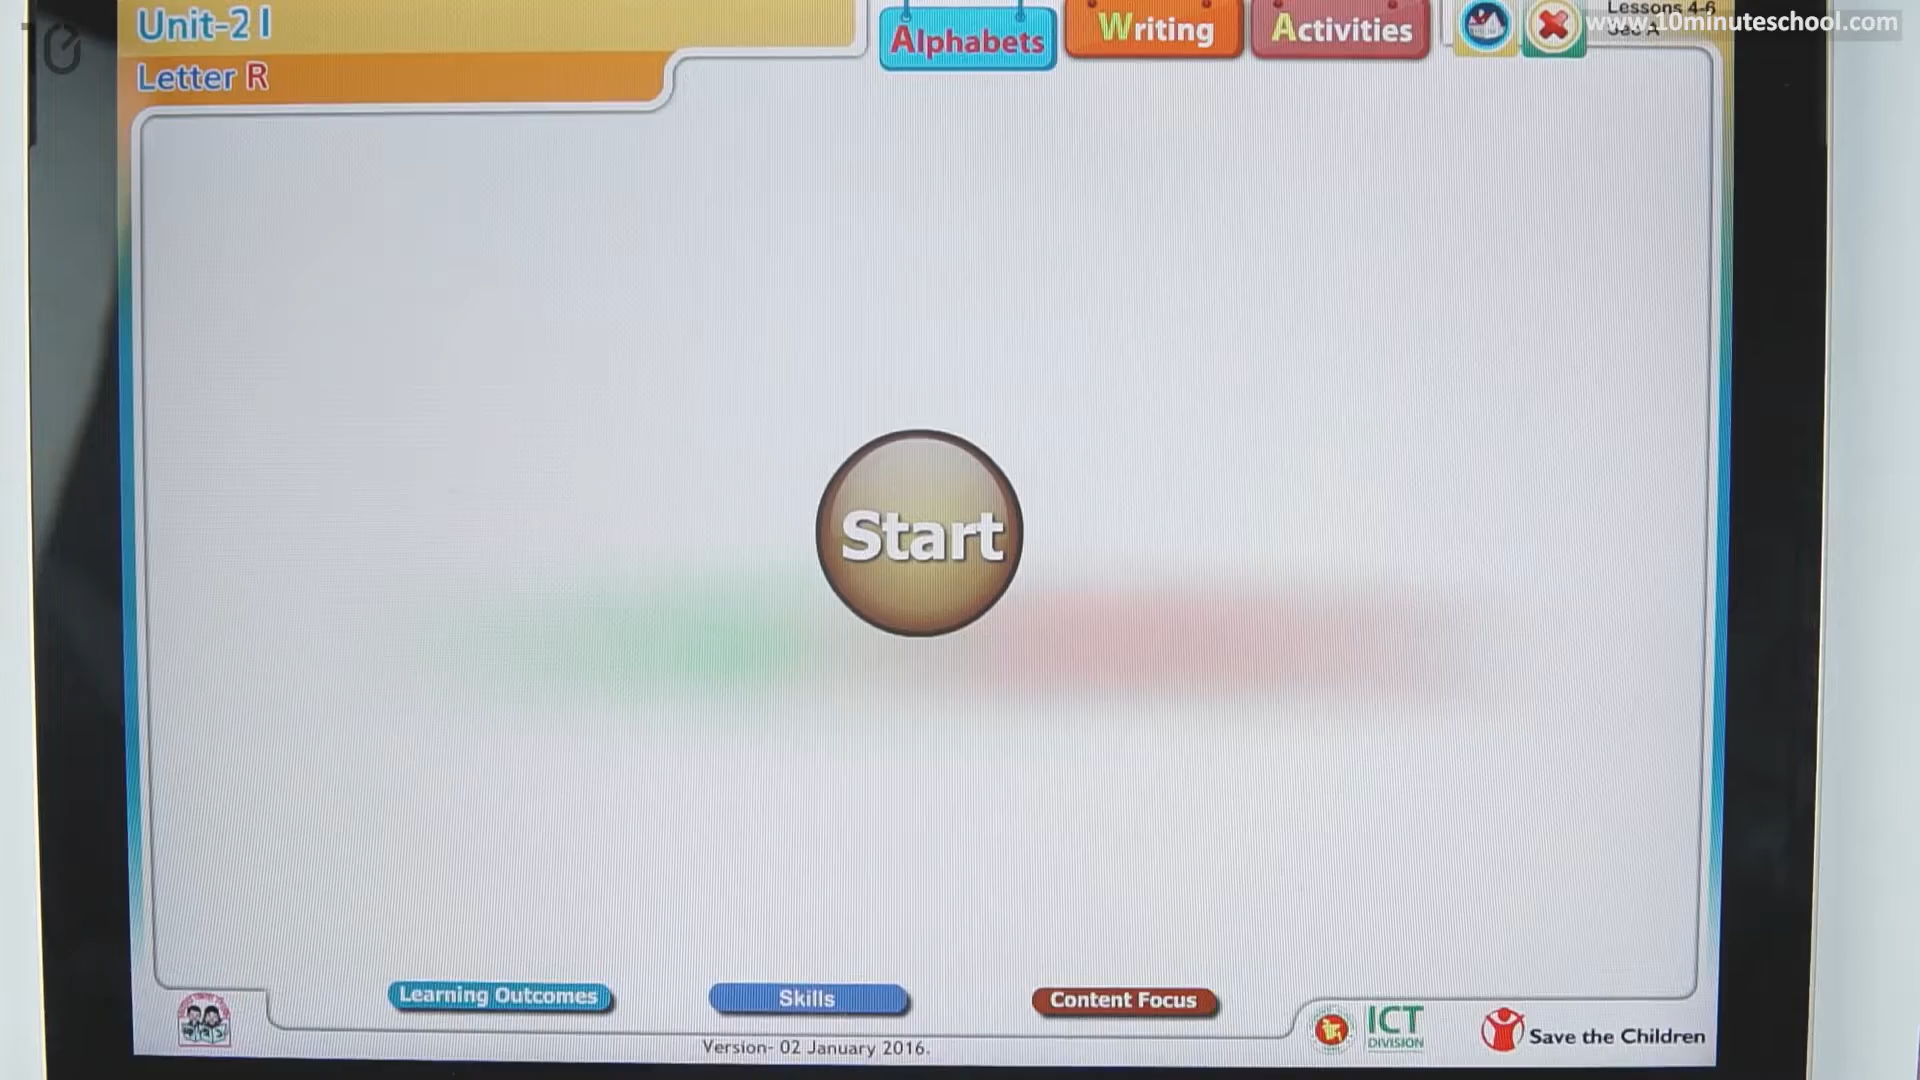 Unit-21
Letter R
Alphabets
Writing
Activities
Lessons 4-6
Sec A
www.10minuteschool.com
Start
Learning Outcomes
Skills
Content Focus
Version- 02 January 2016.
ICT
DIVISION
Save the Children